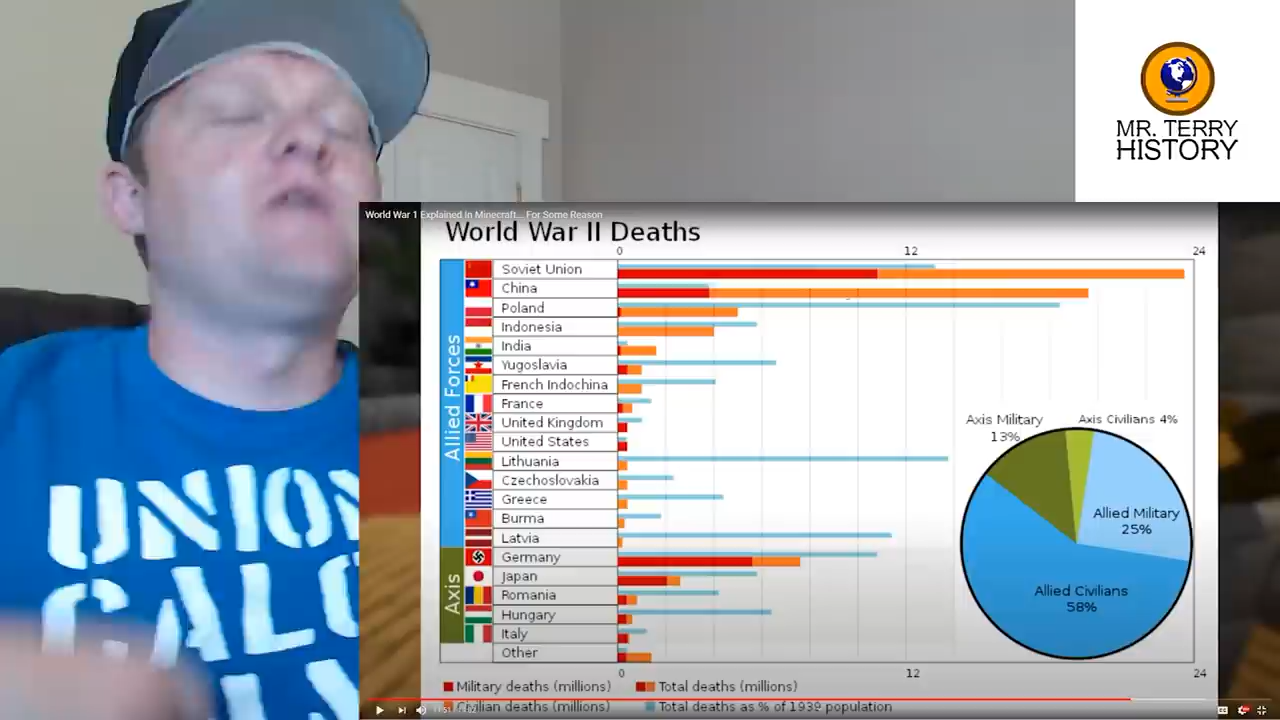 MR. TERRY
HISTORY
World War 1 Explained In Minecraft... For Some Reason
World War II Deaths
0 12 24
Allied Forces
Soviet Union
China
Poland
Indonesia
India
Yugoslavia
French Indochina
France
United Kingdom
United States
Lithuania
Czechoslovakia
Greece
Burma
Latvia
Axis
Germany
Japan
Romania
Hungary
Italy
Other
0 12 24
Axis Military
13%
Axis Civilians 4%
Allied Military
25%
Allied Civilians
58%
Military deaths (millions)
Total deaths (millions)
Civilian deaths (millions)
Total deaths as % of 1939 population
UNION